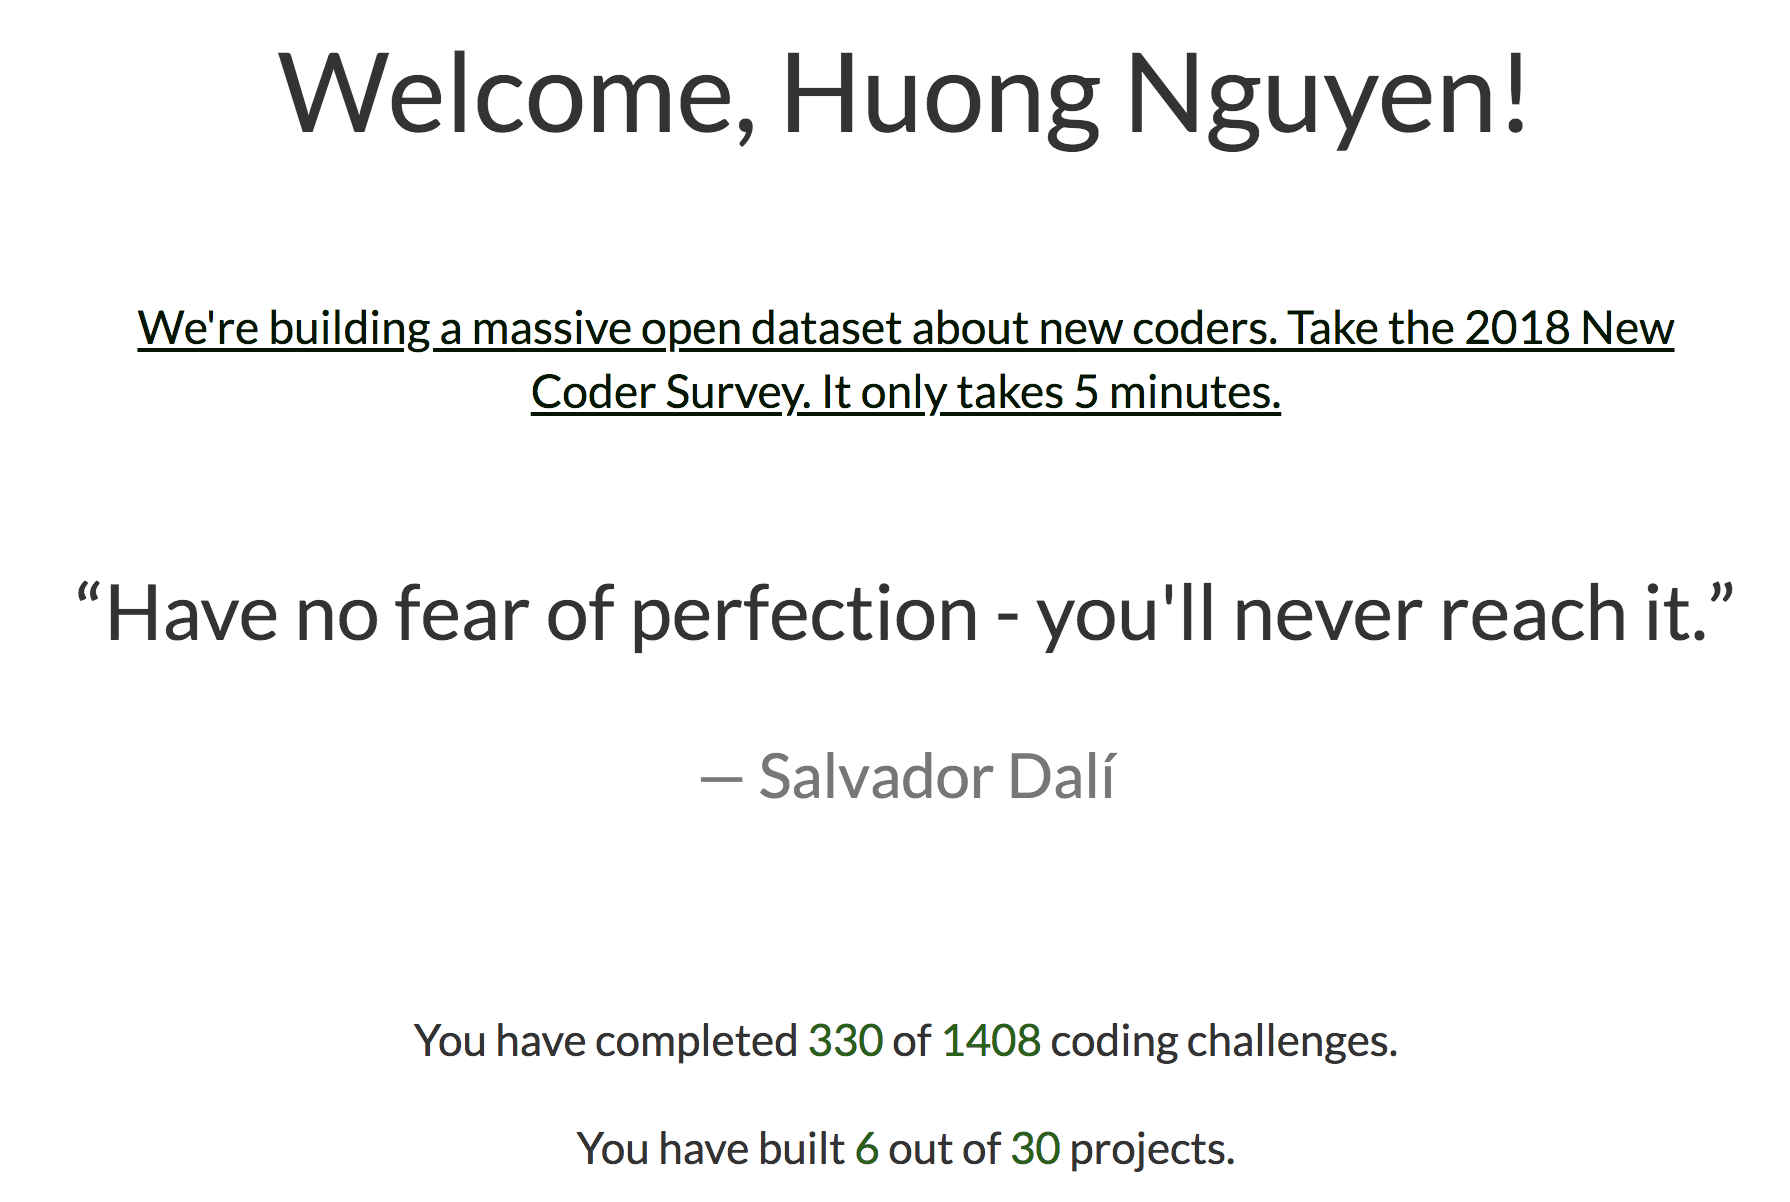 Welcome, Huong Nguyen!
We're building a massive open dataset about new coders. Take the 2018 New
Coder Survey. It only takes 5 minutes.
“Have no fear of perfection - you'll never reach it.”
— Salvador Dalí
You have completed 330 of 1408 coding challenges.
You have built 6 out of 30 projects.